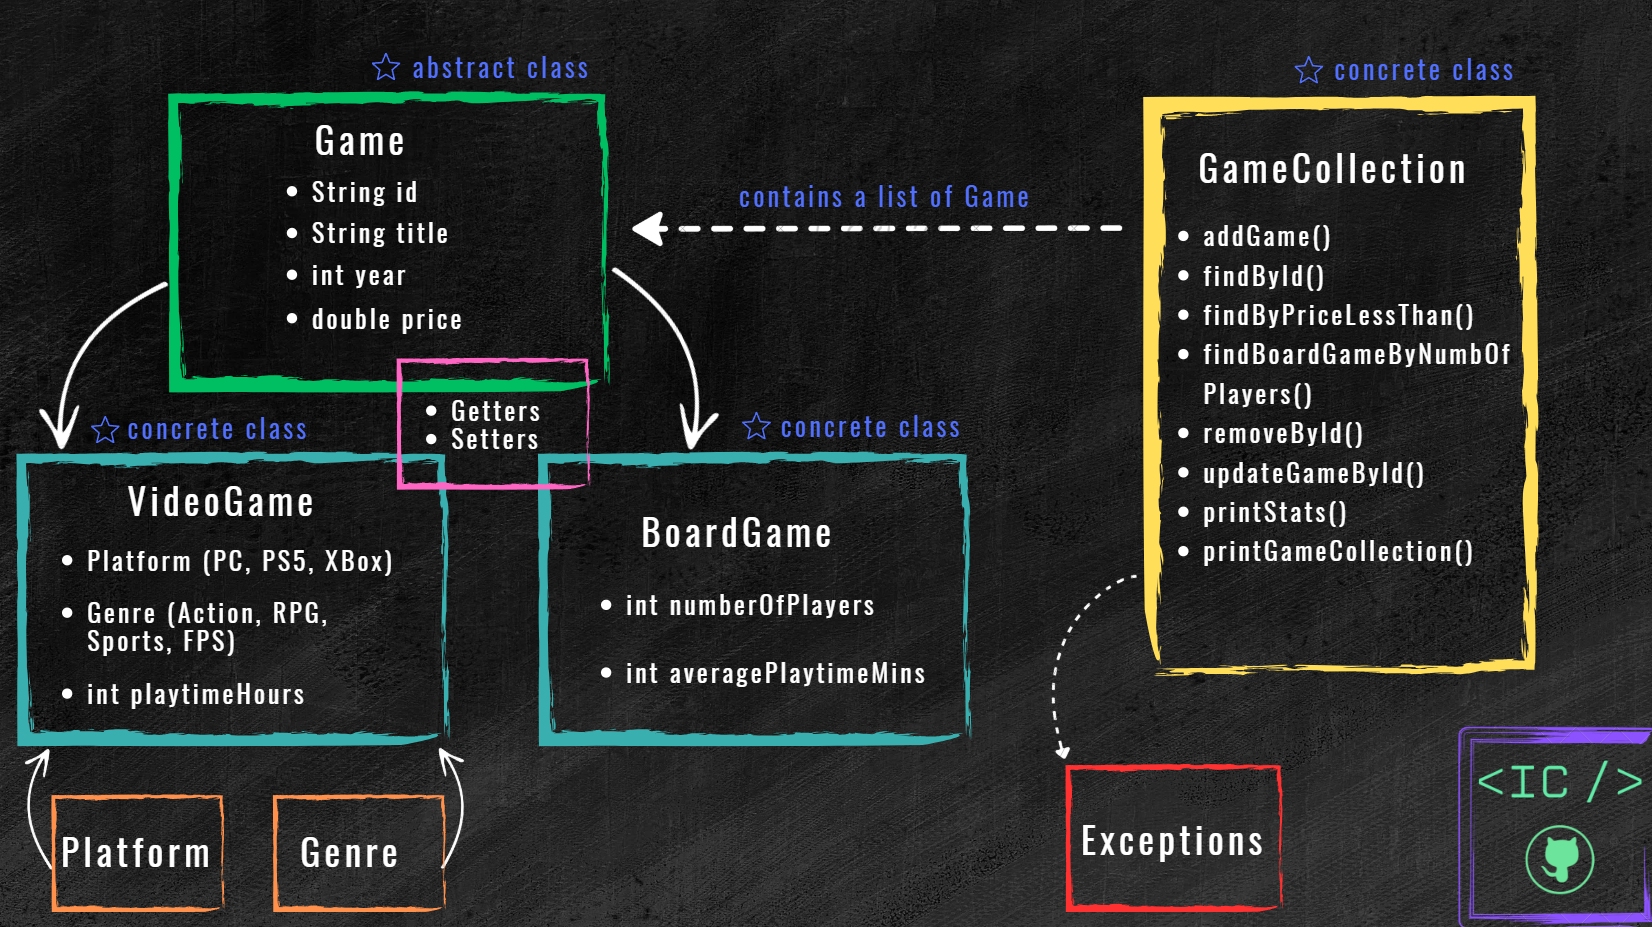 abstract class
Game
String id
String title
int year
double price
Getters
Setters
contains a list of Game
concrete class
GameCollection
addGame()
findById()
findByPriceLessThan()
findBoardGameByNumbOf
Players()
removeById()
updateGameById()
printStats()
printGameCollection()
concrete class
VideoGame
Platform (PC, PS5, XBox)
Genre (Action, RPG,
Sports, FPS)
int playtimeHours
concrete class
BoardGame
int numberOfPlayers
int averagePlaytimeMins
Platform
Genre
Exceptions
<IC />